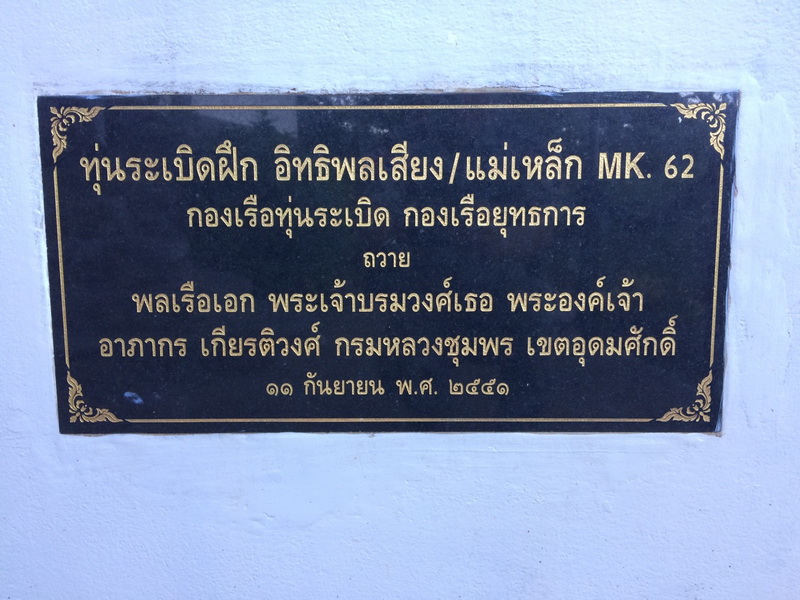 ทุ่นระเบิดฝึก อิทธิพลเสียง/แม่เหล็ก MK. 62
กองเรือทุ่นระเบิด กองเรือยุทธการ
ถวาย
พลเรือเอก พระเจ้าบรมวงศ์เธอ พระองค์เจ้า
อาภากร เกียรติวงศ์ กรมหลวงชุมพร เขตอุดมศักดิ์
๑๑ กันยายน พ.ศ. ๒๕๕๑